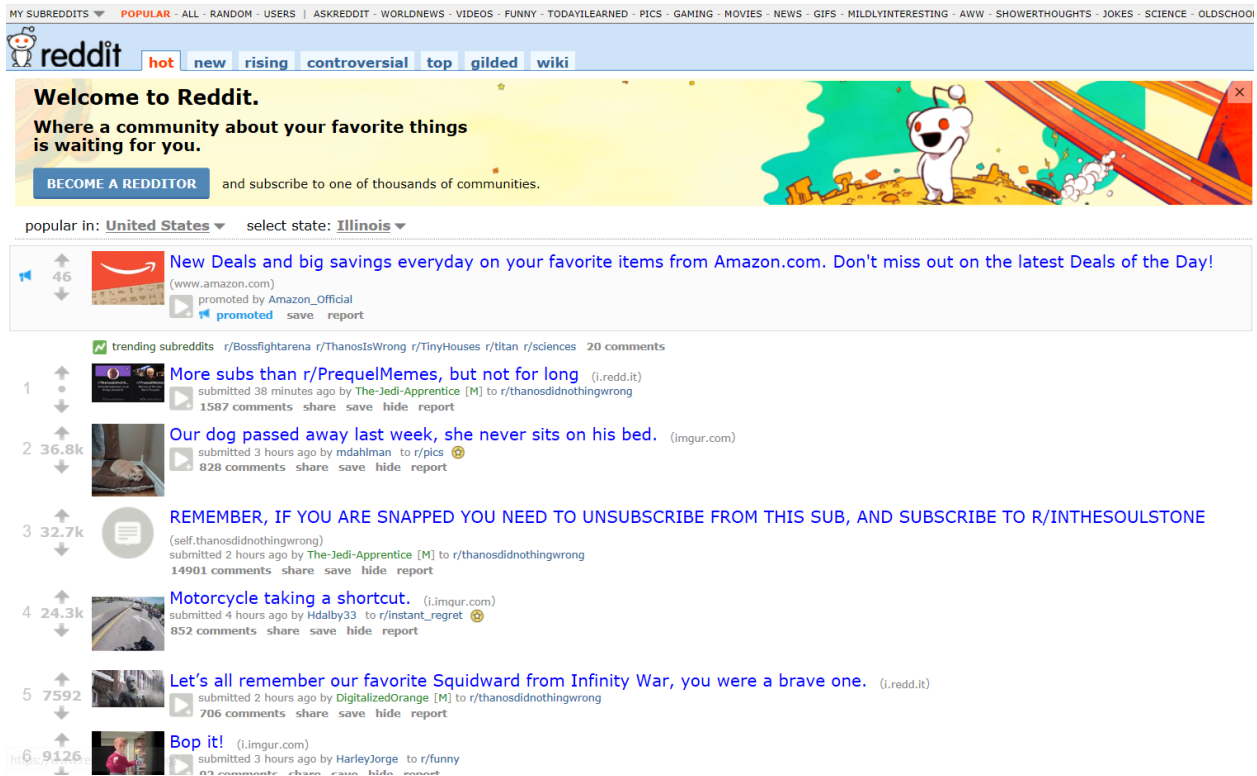 MY SUBREDDITS POPULAR - ALL - RANDOM - USERS | ASKREDDIT - WORLDNEWS - VIDEOS - FUNNY - TODAYILEARNED - PICS - GAMING - MOVIES - NEWS - GIFS - MILDLYINTERESTING - AWW - SHOWERTHOUGHTS - JOKES - SCIENCE - OLDSCHOO
reddit hot new rising controversial top gilded wiki
Welcome to Reddit.
Where a community about your favorite things
is waiting for you.
BECOME A REDDITOR and subscribe to one of thousands of communities.
popular in: United States select state: Illinois
New Deals and big savings everyday on your favorite items from Amazon.com. Don't miss out on the latest Deals of the Day!
46
(www.amazon.com)
promoted by Amazon_Official
promoted save report
trending subreddits r/Bossfightarena r/ThanosIsWrong r/TinyHouses r/titan r/sciences 20 comments
More subs than r/PrequelMemes, but not for long (i.redd.it)
1 •
submitted 38 minutes ago by The-Jedi-Apprentice [M] to r/thanosdidnothingwrong
1587 comments share save hide report
Our dog passed away last week, she never sits on his bed. (imgur.com)
2 36.8k
submitted 3 hours ago by mdahlman to r/pics
828 comments share save hide report
REMEMBER, IF YOU ARE SNAPPED YOU NEED TO UNSUBSCRIBE FROM THIS SUB, AND SUBSCRIBE TO R/INTHESOULSTONE
3 32.7k
(self.thanosdidnothingwrong)
submitted 2 hours ago by The-Jedi-Apprentice [M] to r/thanosdidnothingwrong
14901 comments share save hide report
Motorcycle taking a shortcut. (i.imgur.com)
4 24.3k
submitted 4 hours ago by Hdalby33 to r/instant_regret
852 comments share save hide report
Let's all remember our favorite Squidward from Infinity War, you were a brave one. (i.redd.it)
5 7592
submitted 2 hours ago by DigitalizedOrange [M] to r/thanosdidnothingwrong
706 comments share save hide report
Bop it! (i.imgur.com)
6 9126
submitted 3 hours ago by HarleyJorge to r/funny
92 comments share save hide report